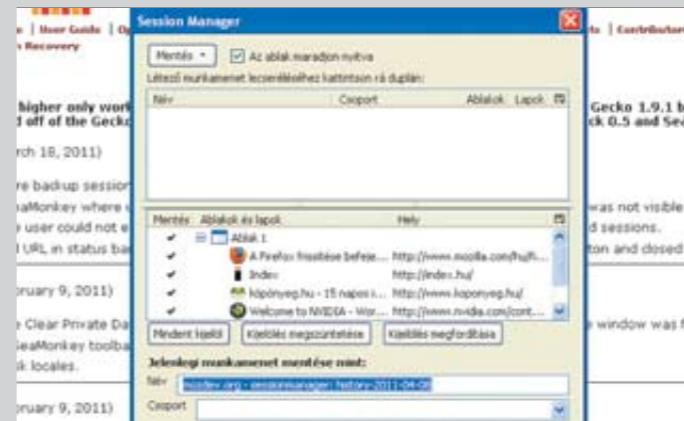 | User Guide | Op
Recovery
Session Manager
ts | Contributor
Mentés
Az ablak maradjon nyitva
Létező munkamenet lecseréléséhez kattintson rá duplán:
Név Csoport Ablakok Lapok
higher only work
Gecko 1.9.1 b
d off of the Gecko
ck 0.5 and Sea
rch 18, 2011)
re backup session
eaMonkey where u
was not visible
e user could not e
d sessions.
l URL in status ba
ton and closed
Mentés Ablakok és lapok Hely
Ablak 1
A Firefox frissítése befeje... http://www.mozilla.com/hu/fi...
Index http://index.hu/
köpönyeg.hu - 15 napos i... http://www.koponyeg.hu/
Welcome to NVIDIA - Wor... http://www.nvidia.com/cont...
bruary 9, 2011)
e Clear Private Da
e window was f
SeaMonkey toolba
sk locales.
Mindent kijelöl Kijelölés megszüntetése Kijelölés megfordítása
Jelenlegi munkamenet mentése mint:
Név mozdev.org - sessionmanager: history-2011-04-08
Csoport
bruary 9, 2011)